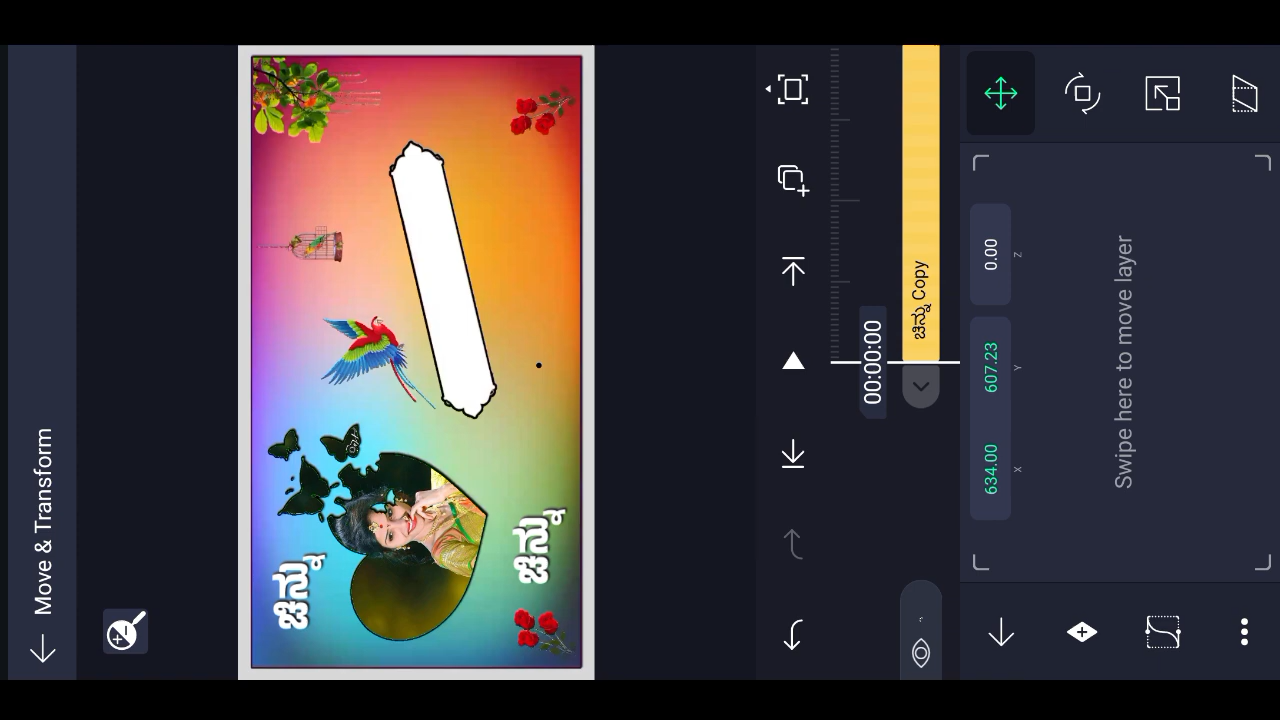 Move & Transform
ಚಿನ್ನು
ಚಿನ್ನು
00:00:00
ಚಿನ್ನು Copy
634.00
607.23
0.00
X
Y
Z
Swipe here to move layer